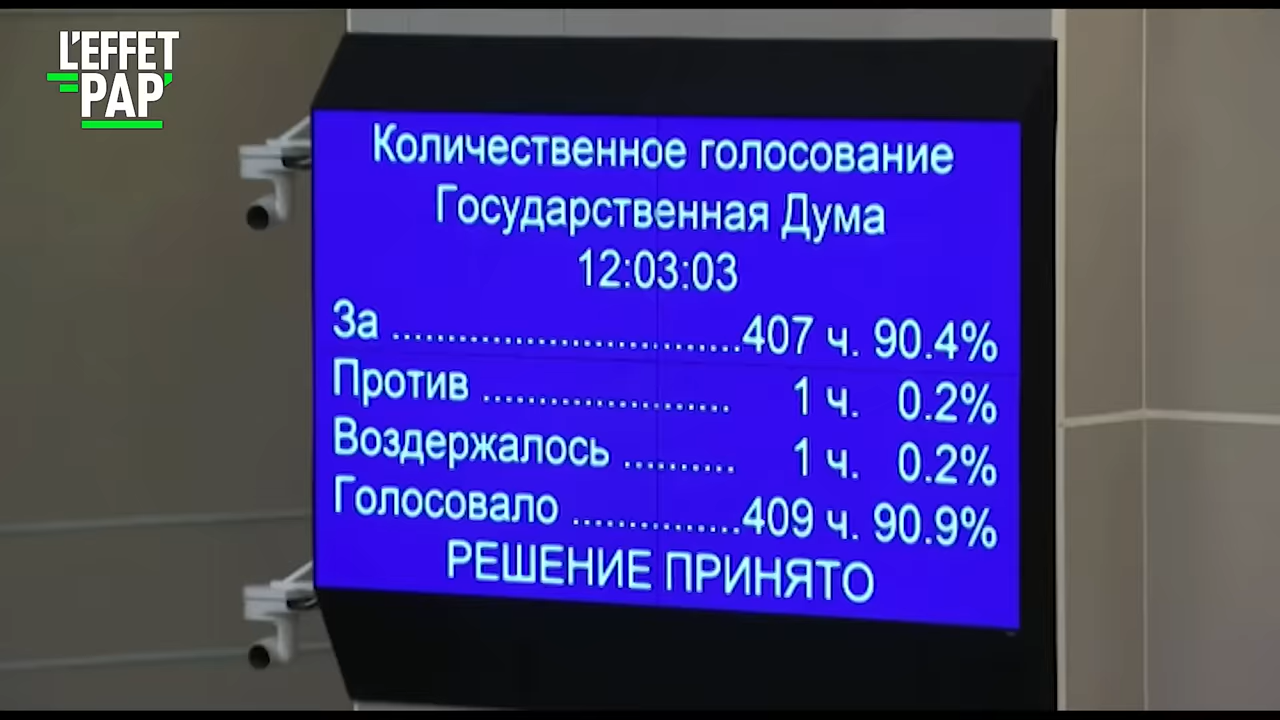 L'EFFET
PAP'
Количественное голосование
Государственная Дума
12:03:03
За ............................407 ч. 90.4%
Против .................... 1 ч. 0.2%
Воздержалось .......... 1 ч. 0.2%
Голосовало ...............409 ч. 90.9%
РЕШЕНИЕ ПРИНЯТО